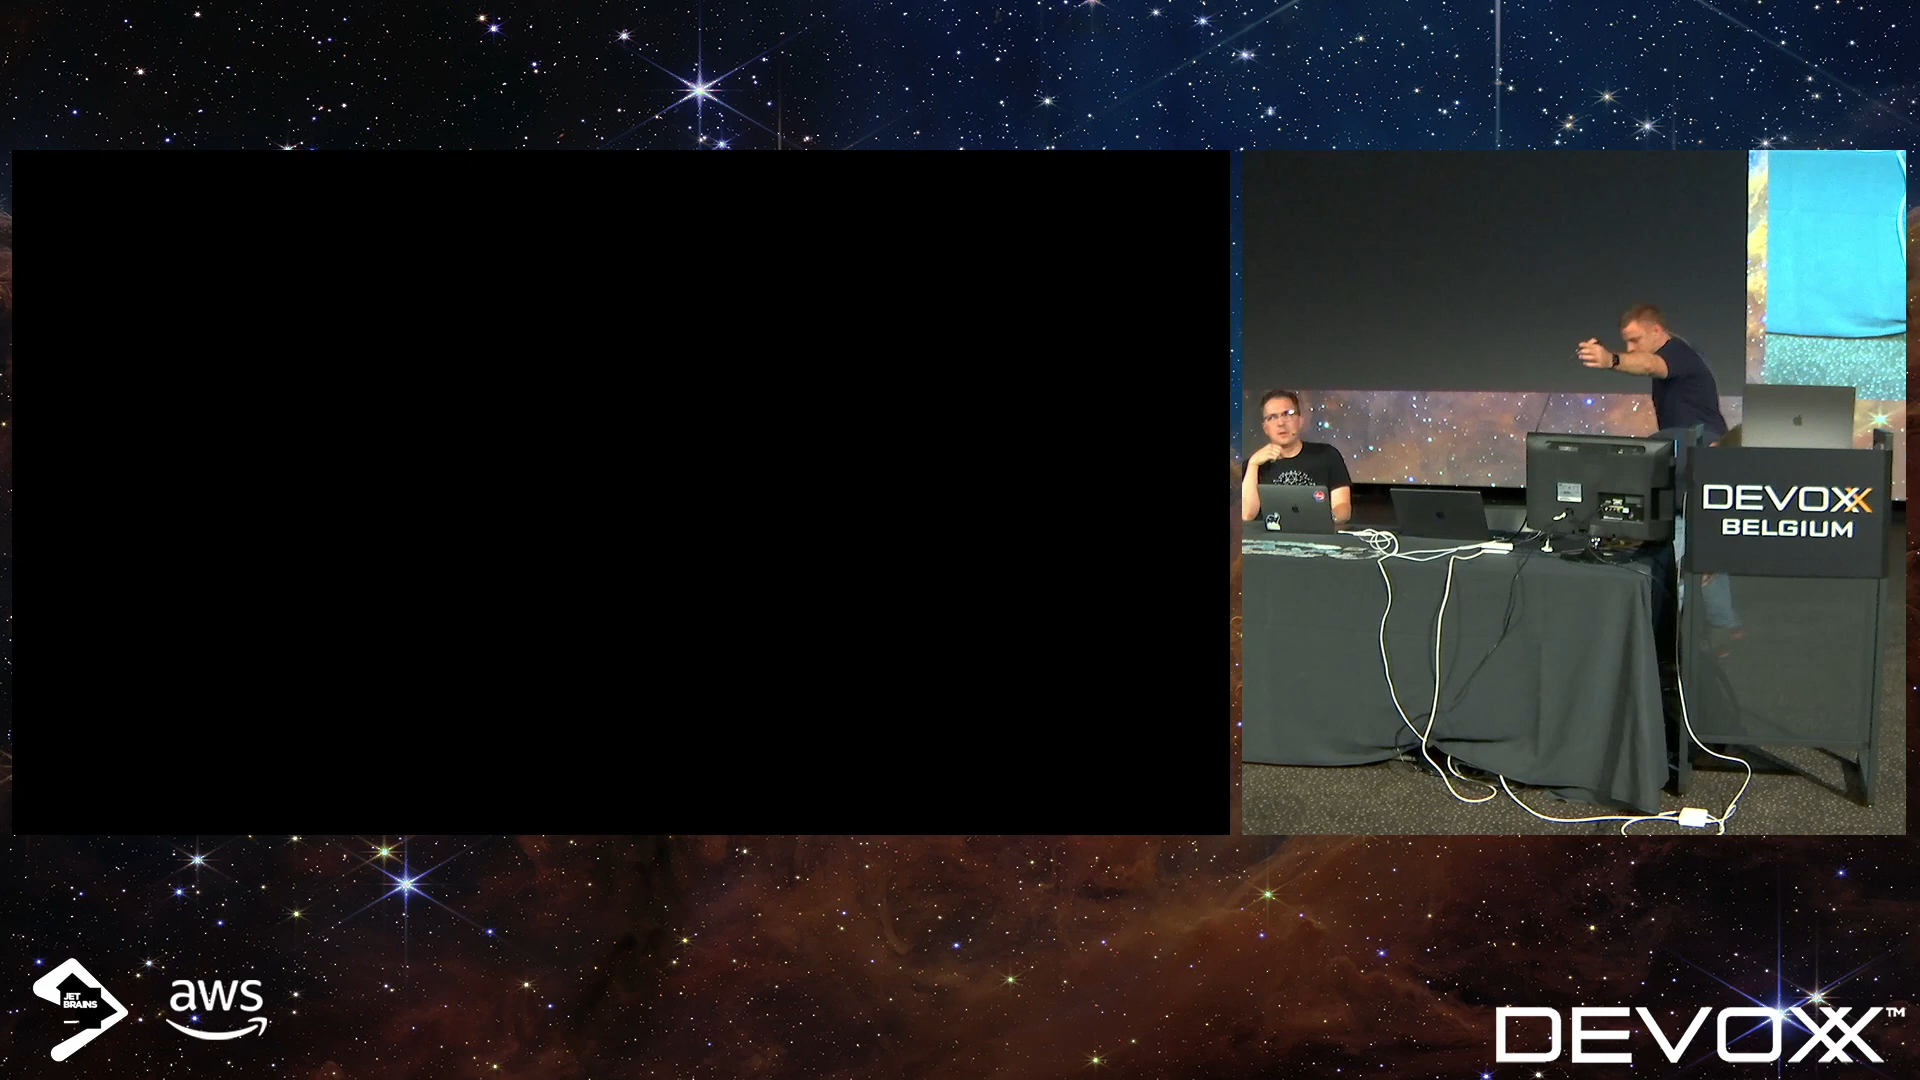 DEVOXX
BELGIUM
JET
BRAINS
aws
DEVOXX™